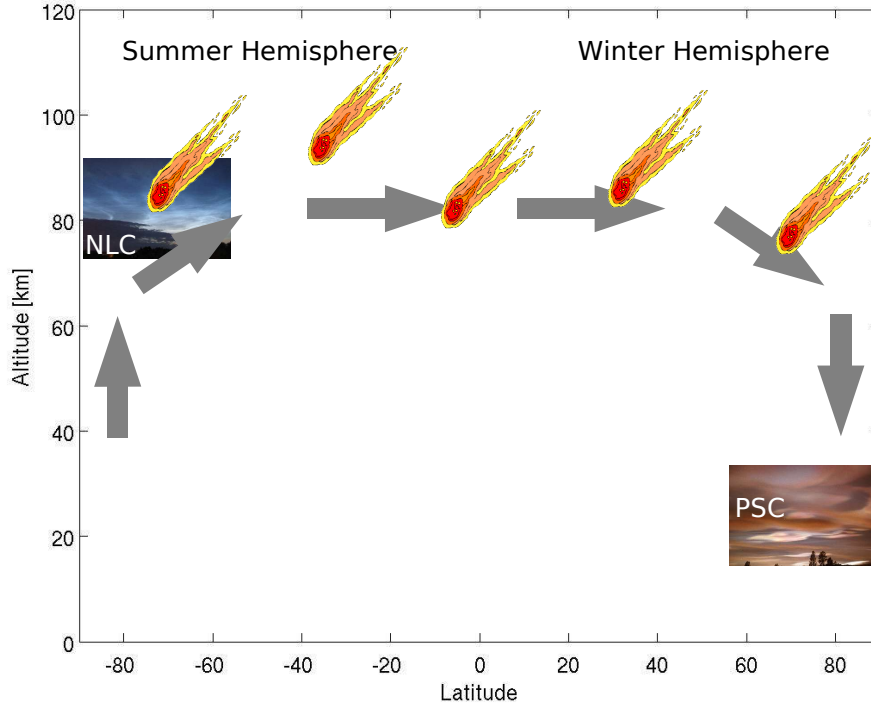 120
Summer Hemisphere
Winter Hemisphere
100
80
NLC
Altitude [km]
60
40
PSC
20
0
-80 -60 -40 -20 0 20 40 60 80
Latitude